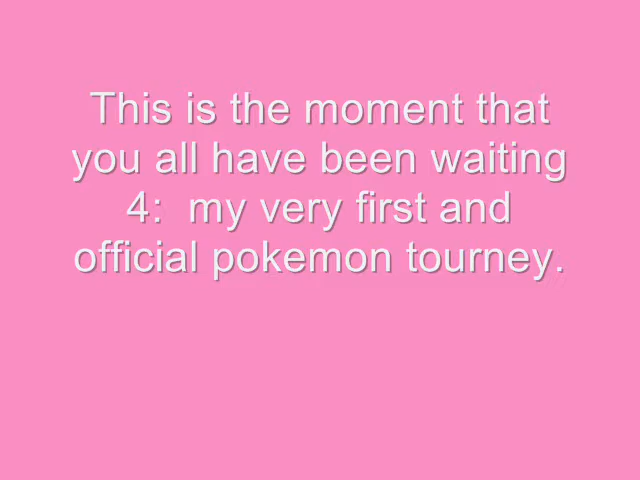 This is the moment that
you all have been waiting
4:  my very first and
official pokemon tourney.